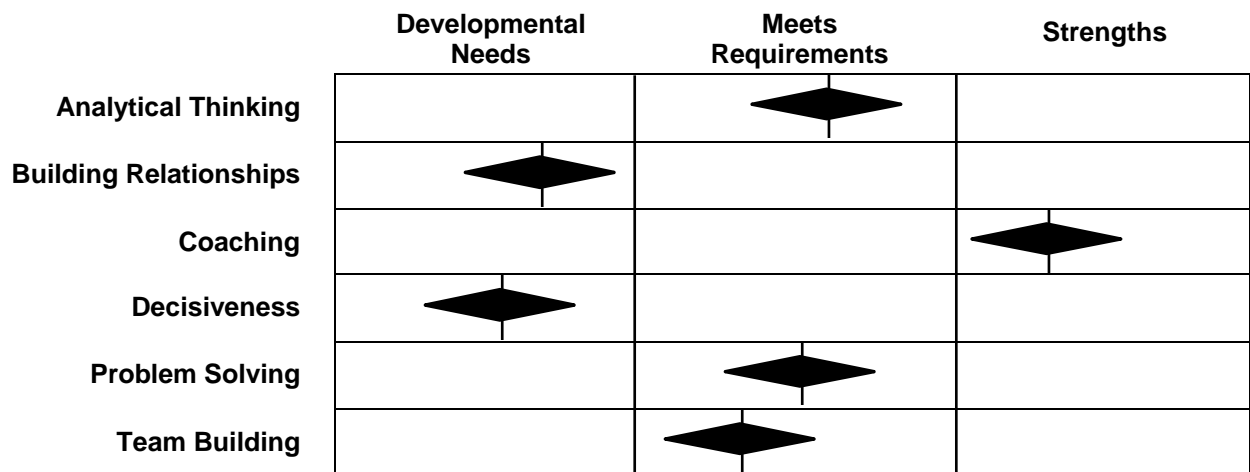 Developmental
Needs
Meets
Requirements
Strengths
Analytical Thinking
Building Relationships
Coaching
Decisiveness
Problem Solving
Team Building